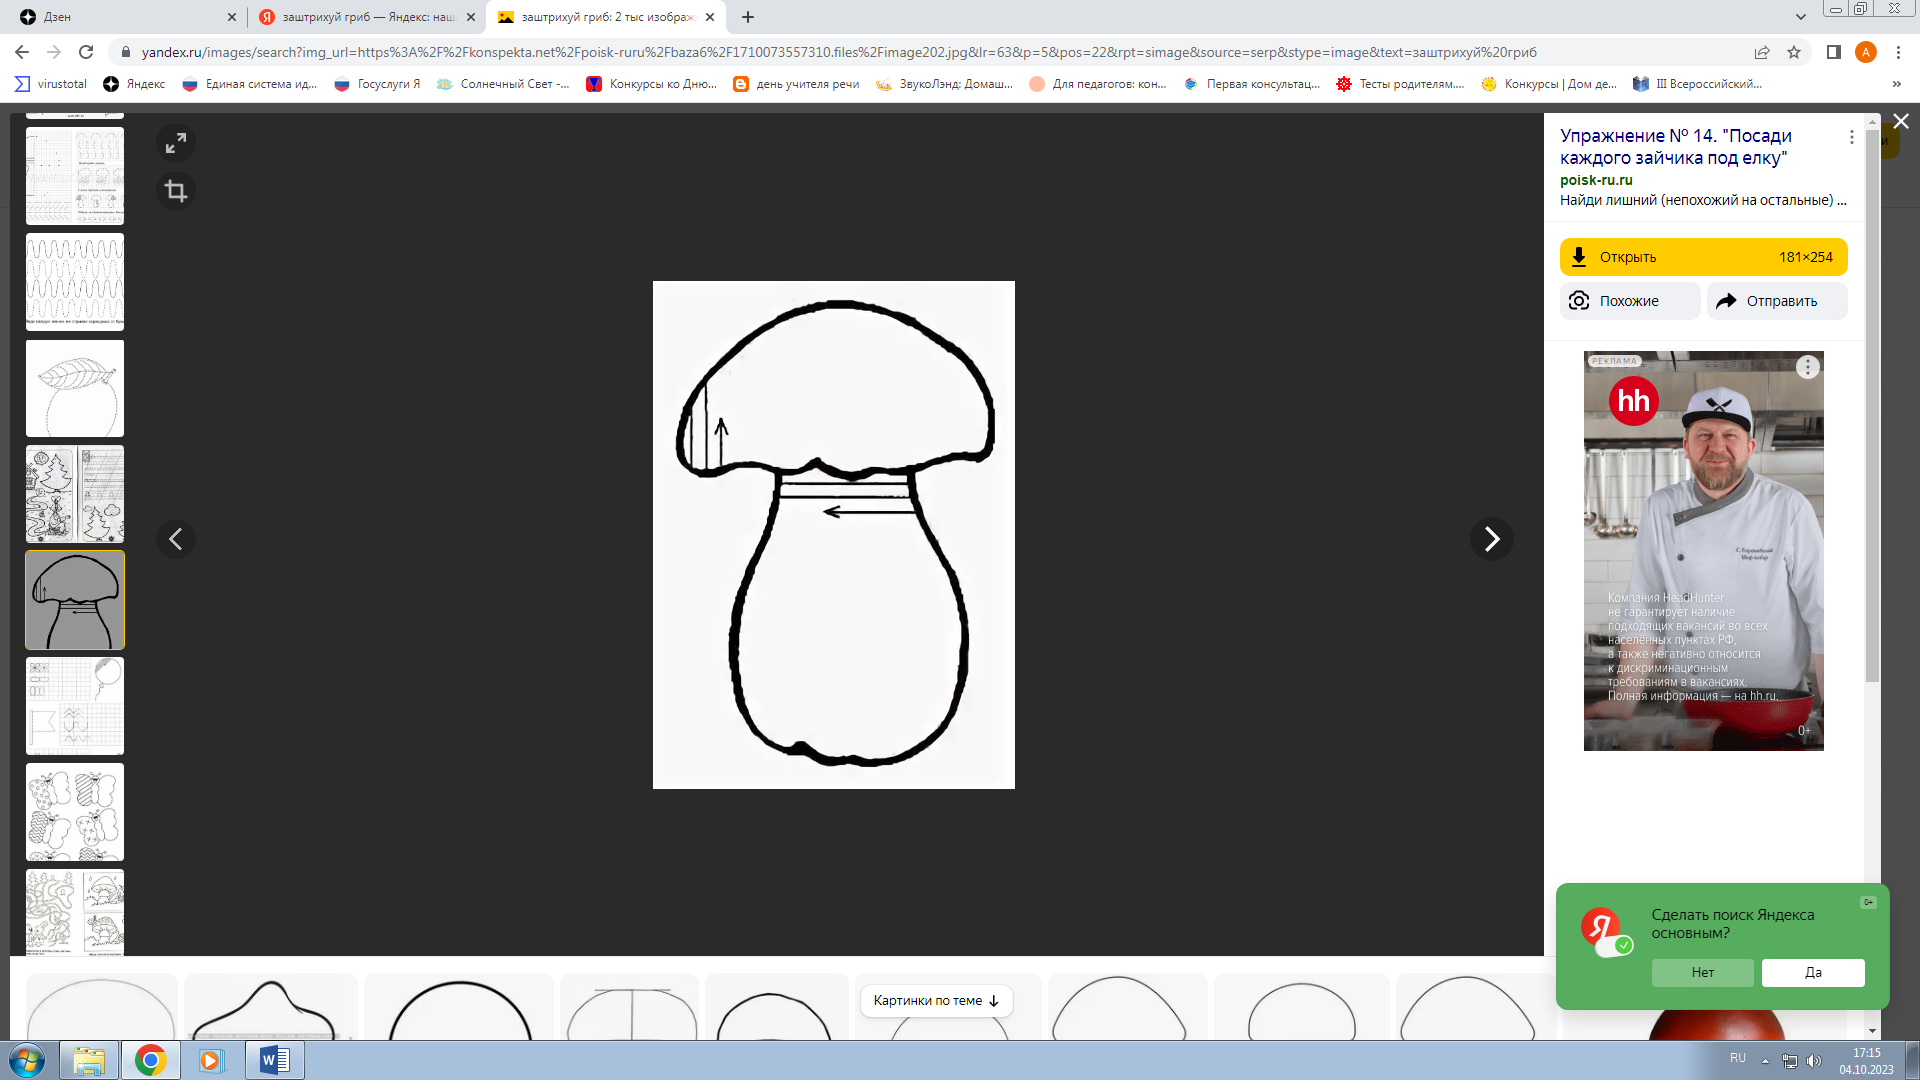 Дзен
заштрихуй гриб — Яндекс: наш
заштрихуй гриб: 2 тыс изображ
yandex.ru/images/search?img_url=https%3A%2F%2Fkonspekta.net%2Fpoisk-ruru%2Fbaza6%2F1710073557310.files%2Fimage202.jpg&lr=63&p=5&pos=22&rpt=simage&source=serp&stype=image&text=заштрихуй%20гриб
A
virustotal
Яндекс
Единая система ид...
Госуслуги Я
Солнечный Свет -...
Конкурсы ко Дню...
день учителя речи
ЗвукоЛэнд: Домаш...
Для педагогов: кон...
Первая консультац...
Тесты родителям....
Конкурсы | Дом де...
III Всероссийский...
»
Упражнение № 14. "Посади
каждого зайчика под елку"
poisk-ru.ru
Найди лишний (непохожий на остальные) ...
Открыть 181×254
Похожие
Отправить
РЕКЛАМА
hh
Компания HeadHunter
не гарантирует наличие
подходящих вакансий во всех
населённых пунктах РФ,
а также негативно относится
к дискриминационным
требованиям в вакансиях.
Полная информация — на hh.ru.
0+
0+
Я
Сделать поиск Яндекса
основным?
Нет
Да
Картинки по теме
RU
17:15
04.10.2023